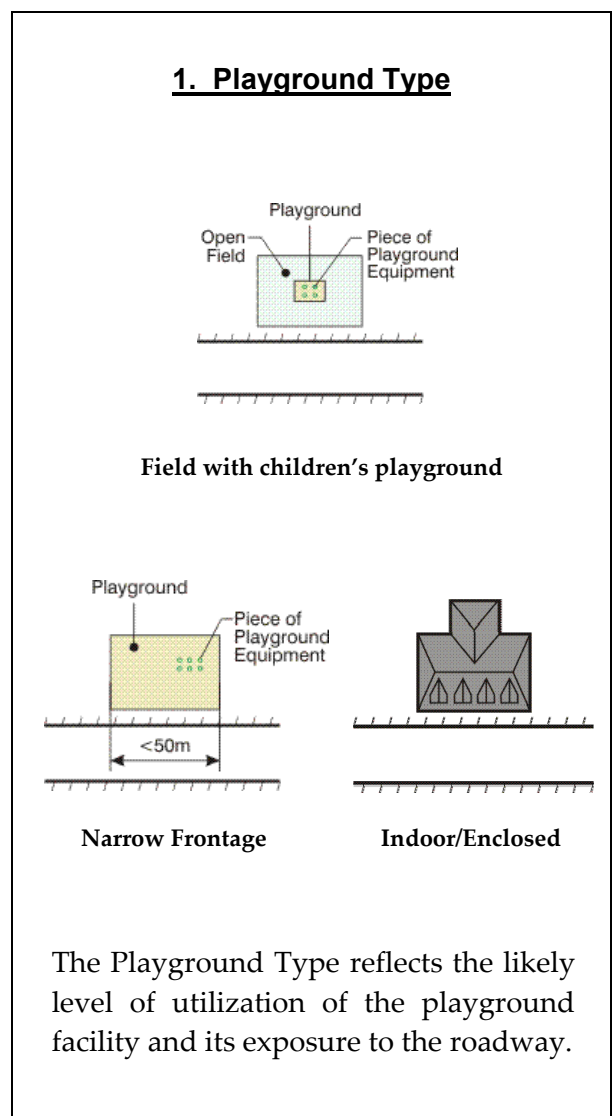 1. Playground Type
Playground
Open
Field
Piece of
Playground
Equipment
Field with children's playground
Playground
Piece of
Playground
Equipment
<50m
Narrow Frontage
Indoor/Enclosed
The Playground Type reflects the likely
level of utilization of the playground
facility and its exposure to the roadway.